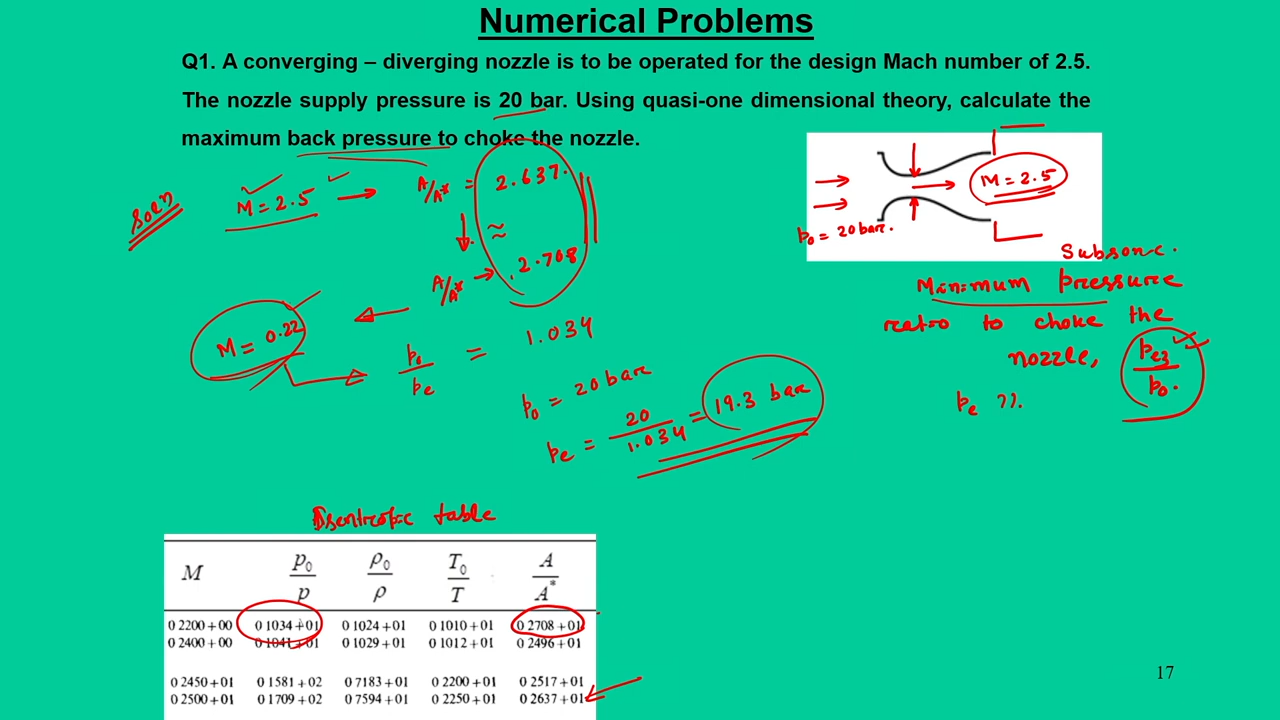 Numerical Problems
Q1. A converging – diverging nozzle is to be operated for the design Mach number of 2.5.
The nozzle supply pressure is 20 bar. Using quasi-one dimensional theory, calculate the
maximum back pressure to choke the nozzle.
Soln
M = 2.5 → A/A* = 2.637.
≈
A/A* → 2.708
M = 0.22
p₀/pₑ = 1.034
p₀ = 20 bar
pₑ = 20/1.034 = 19.3 bar
M = 2.5
p₀ = 20 bar.
Subsonic.
Minimum pressure
ratio to choke the
nozzle, pₑ₃/p₀.
Isentropic table
M p₀/p ρ₀/ρ T₀/T A/A*
0 2200 + 00 0 1034 + 01 0 1024 + 01 0 1010 + 01 0 2708 + 01
0 2400 + 00 0 1041 + 01 0 1029 + 01 0 1012 + 01 0 2496 + 01
0 2450 + 01 0 1581 + 02 0 7183 + 01 0 2200 + 01 0 2517 + 01
0 2500 + 01 0 1709 + 02 0 7594 + 01 0 2250 + 01 0 2637 + 01
17